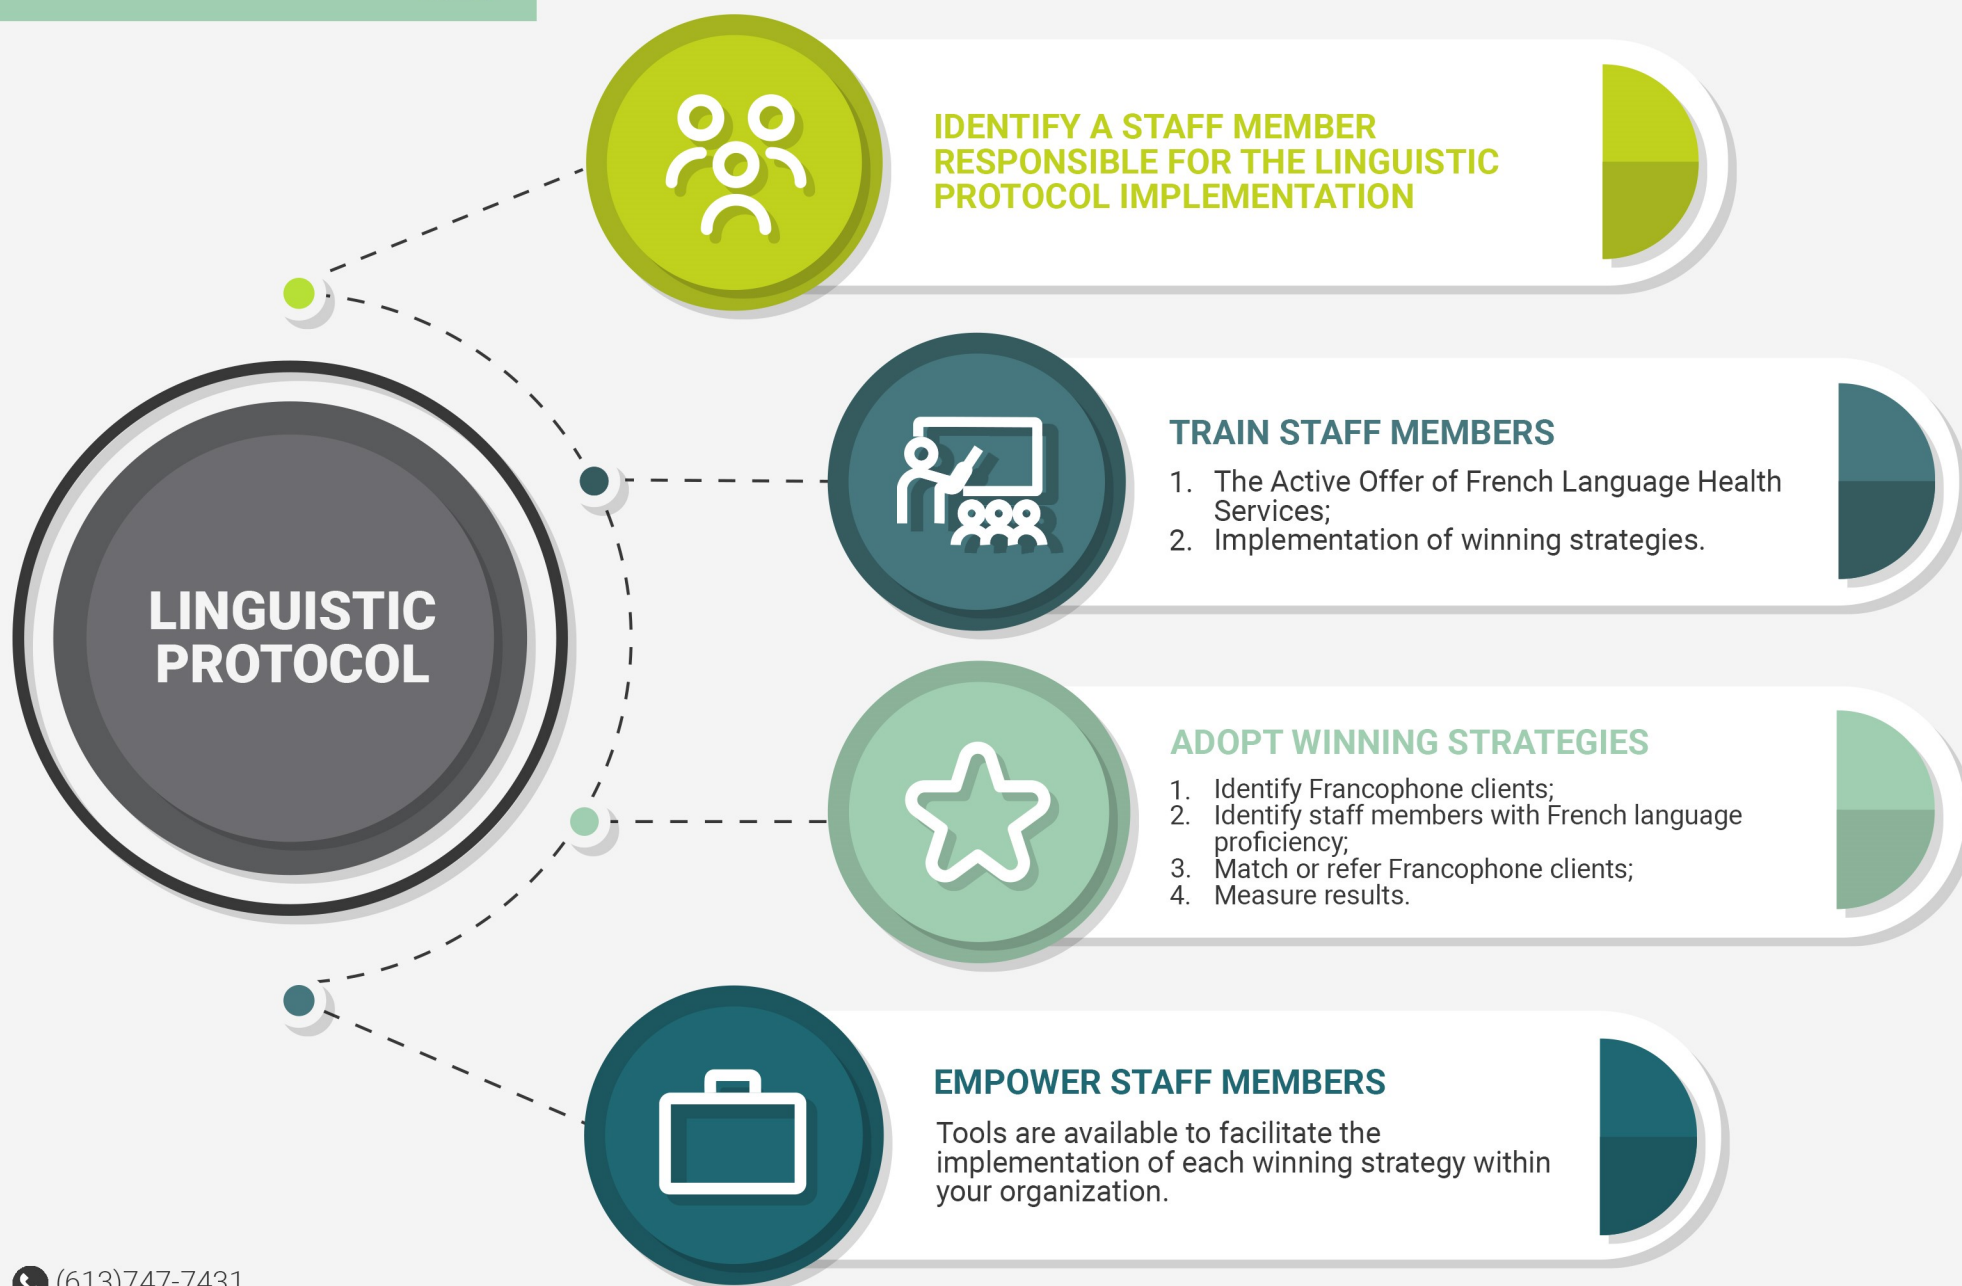 IDENTIFY A STAFF MEMBER
RESPONSIBLE FOR THE LINGUISTIC
PROTOCOL IMPLEMENTATION
TRAIN STAFF MEMBERS
1. The Active Offer of French Language Health
Services;
2. Implementation of winning strategies.
LINGUISTIC
PROTOCOL
ADOPT WINNING STRATEGIES
1. Identify Francophone clients;
2. Identify staff members with French language
proficiency;
3. Match or refer Francophone clients;
4. Measure results.
EMPOWER STAFF MEMBERS
Tools are available to facilitate the
implementation of each winning strategy within
your organization.
(613)747-7431